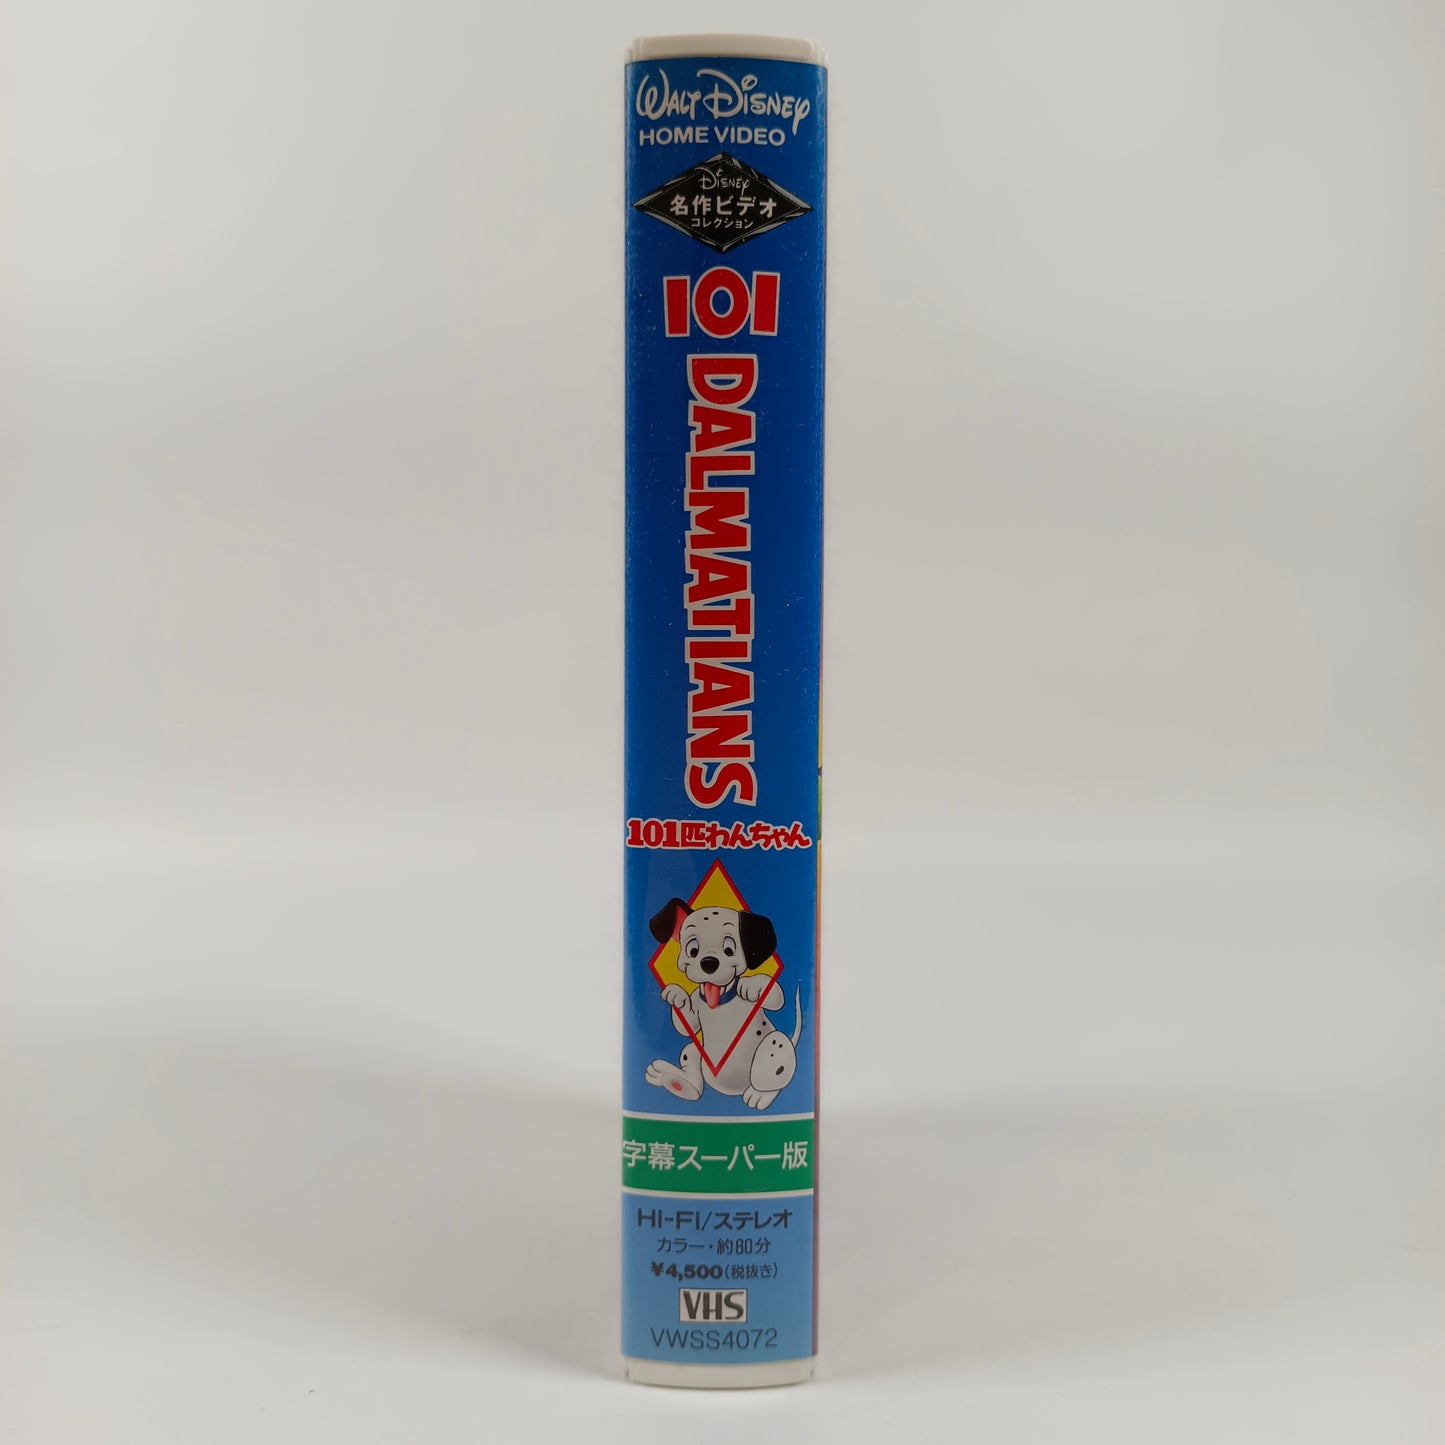 WALT DISNEY
HOME VIDEO
DISNEY
名作ビデオ
コレクション
101
DALMATIANS
101匹わんちゃん
字幕スーパー版
Hi-Fi/ステレオ
カラー・約80分
¥4,500(税抜き)
VHS
VWSS4072